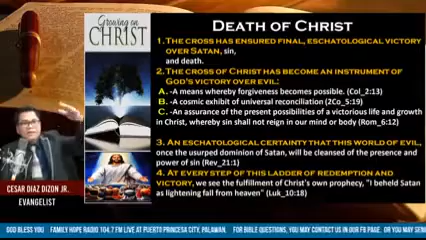 Growing on
CHRIST
DEATH OF CHRIST
1. THE CROSS HAS ENSURED FINAL, ESCHATOLOGICAL VICTORY
OVER SATAN, sin,
and death.
2. THE CROSS OF CHRIST HAS BECOME AN INSTRUMENT OF
GOD'S VICTORY OVER EVIL:
A. -A means whereby forgiveness becomes possible. (Col_2:13)
B. -A cosmic exhibit of universal reconciliation (2Co_5:19)
C. -An assurance of the present possibilities of a victorious life and growth
in Christ, whereby sin shall not reign in our mind or body (Rom_6:12)
3. AN ESCHATOLOGICAL CERTAINTY THAT THIS WORLD OF EVIL,
once the usurped dominion of Satan, will be cleansed of the presence and
power of sin (Rev_21:1)
4. AT EVERY STEP OF THIS LADDER OF REDEMPTION AND
VICTORY, we see the fulfillment of Christ's own prophecy, "I beheld Satan
as lightening fall from heaven" (Luk_10:18)
CESAR DIAZ DIZON JR.
EVANGELIST
GOD BLESS YOU FAMILY HOPE RADIO 104.7 FM LIVE AT PUERTO PRINCESA CITY, PALAWAN. FOR BIBLE QUESTIONS, YOU MAY CONTACT US IN OUR FB PAGE. OR YOU MAY SEN